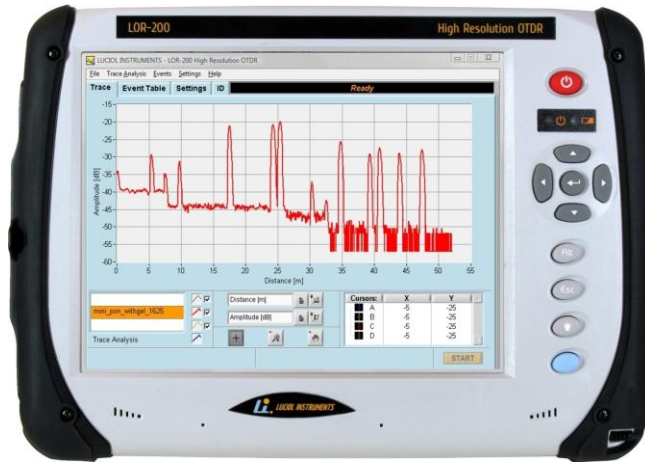 LOR-200 High Resolution OTDR
LUCIOL INSTRUMENTS - LOR-200 High Resolution OTDR
File Trace Analysis Events Settings Help
Trace Event Table Settings ID Ready
-15
-20
-25
-30
-35
-40
-45
-50
-55
-60
Amplitude [dB]
0 5 10 15 20 25 30 35 40 45 50 55
Distance [m]
mini_pon_withgel_1625
Trace Analysis
Distance [m]
Amplitude [dB]
Cursors: X Y
A -5 -25
B -5 -25
C -5 -25
D -5 -25
START
Alt
Esc
Li LUCIOL INSTRUMENTS